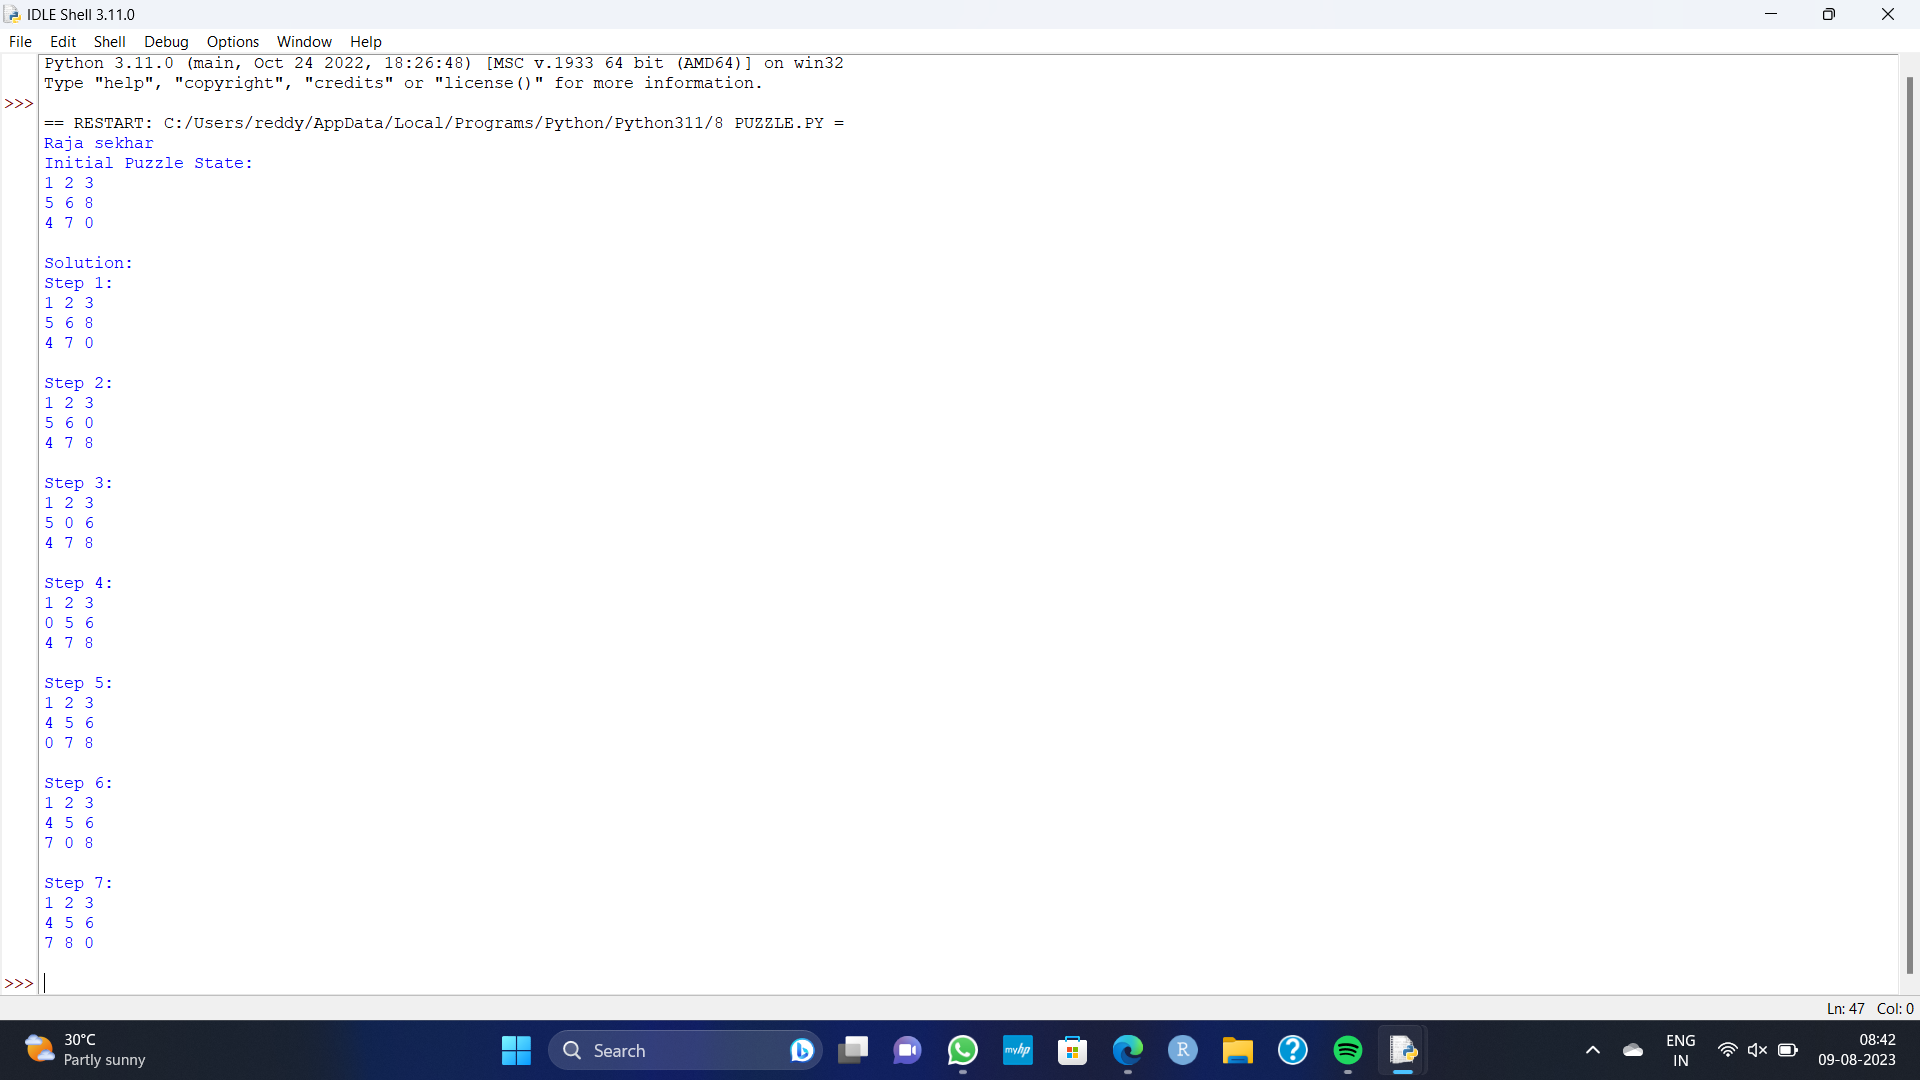 IDLE Shell 3.11.0
File Edit Shell Debug Options Window Help
Python 3.11.0 (main, Oct 24 2022, 18:26:48) [MSC v.1933 64 bit (AMD64)] on win32
Type "help", "copyright", "credits" or "license()" for more information.
>>>
== RESTART: C:/Users/reddy/AppData/Local/Programs/Python/Python311/8 PUZZLE.PY =
Raja sekhar
Initial Puzzle State:
1 2 3
5 6 8
4 7 0
Solution:
Step 1:
1 2 3
5 6 8
4 7 0
Step 2:
1 2 3
5 6 0
4 7 8
Step 3:
1 2 3
5 0 6
4 7 8
Step 4:
1 2 3
0 5 6
4 7 8
Step 5:
1 2 3
4 5 6
0 7 8
Step 6:
1 2 3
4 5 6
7 0 8
Step 7:
1 2 3
4 5 6
7 8 0
>>>
Ln: 47 Col: 0
30°C
Partly sunny
Search
myhp
R
?
ENG
IN
08:42
09-08-2023